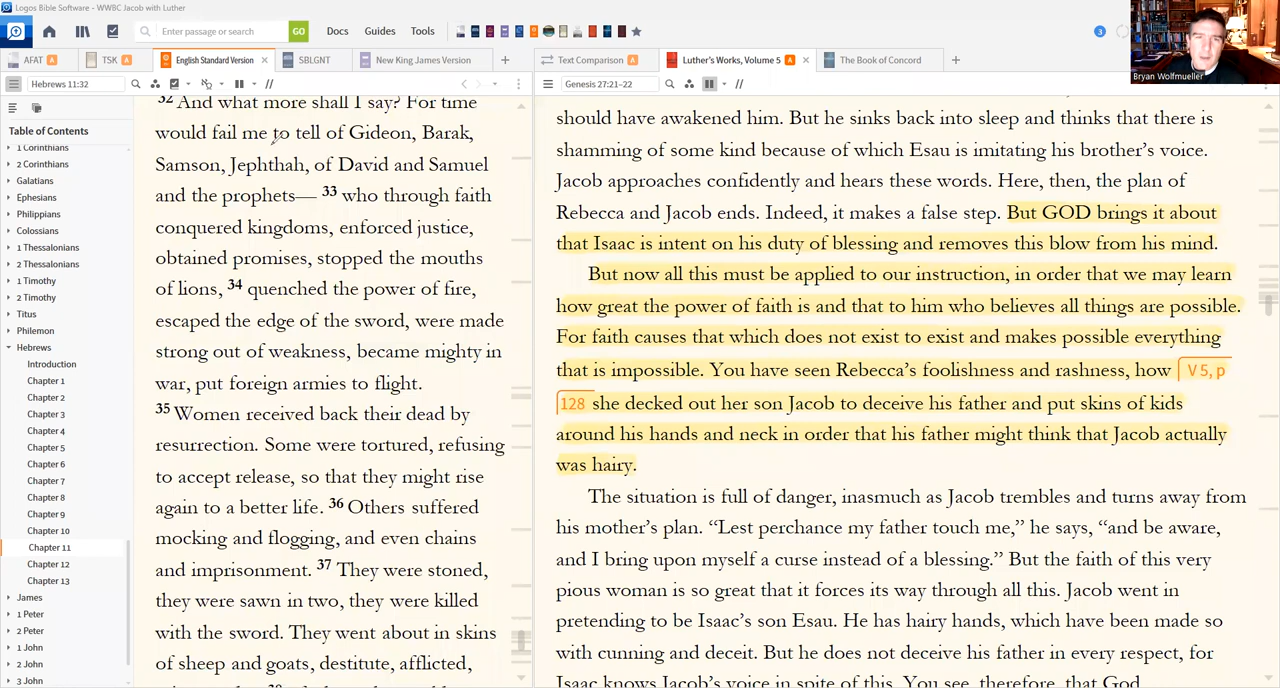 Logos Bible Software - WWBC Jacob with Luther
Enter passage or search
GO
Docs
Guides
Tools
3
AFAT A
TSK A
English Standard Version
SBLGNT
New King James Version
Hebrews 11:32
Table of Contents
1 Corinthians
2 Corinthians
Galatians
Ephesians
Philippians
Colossians
1 Thessalonians
2 Thessalonians
1 Timothy
2 Timothy
Titus
Philemon
Hebrews
Introduction
Chapter 1
Chapter 2
Chapter 3
Chapter 4
Chapter 5
Chapter 6
Chapter 7
Chapter 8
Chapter 9
Chapter 10
Chapter 11
Chapter 12
Chapter 13
James
1 Peter
2 Peter
1 John
2 John
3 John
32 And what more shall I say? For time
would fail me to tell of Gideon, Barak,
Samson, Jephthah, of David and Samuel
and the prophets— 33 who through faith
conquered kingdoms, enforced justice,
obtained promises, stopped the mouths
of lions, 34 quenched the power of fire,
escaped the edge of the sword, were made
strong out of weakness, became mighty in
war, put foreign armies to flight.
35 Women received back their dead by
resurrection. Some were tortured, refusing
to accept release, so that they might rise
again to a better life. 36 Others suffered
mocking and flogging, and even chains
and imprisonment. 37 They were stoned,
they were sawn in two, they were killed
with the sword. They went about in skins
of sheep and goats, destitute, afflicted,
Text Comparison A
Luther's Works, Volume 5 A
The Book of Concord
Genesis 27:21–22
should have awakened him. But he sinks back into sleep and thinks that there is
shamming of some kind because of which Esau is imitating his brother's voice.
Jacob approaches confidently and hears these words. Here, then, the plan of
Rebecca and Jacob ends. Indeed, it makes a false step. But GOD brings it about
that Isaac is intent on his duty of blessing and removes this blow from his mind.
But now all this must be applied to our instruction, in order that we may learn
how great the power of faith is and that to him who believes all things are possible.
For faith causes that which does not exist to exist and makes possible everything
that is impossible. You have seen Rebecca's foolishness and rashness, how V 5, p
128 she decked out her son Jacob to deceive his father and put skins of kids
around his hands and neck in order that his father might think that Jacob actually
was hairy.
The situation is full of danger, inasmuch as Jacob trembles and turns away from
his mother's plan. “Lest perchance my father touch me,” he says, “and be aware,
and I bring upon myself a curse instead of a blessing.” But the faith of this very
pious woman is so great that it forces its way through all this. Jacob went in
pretending to be Isaac's son Esau. He has hairy hands, which have been made so
with cunning and deceit. But he does not deceive his father in every respect, for
Isaac knows Jacob's voice in spite of this. You see, therefore, that God
Bryan Wolfmueller